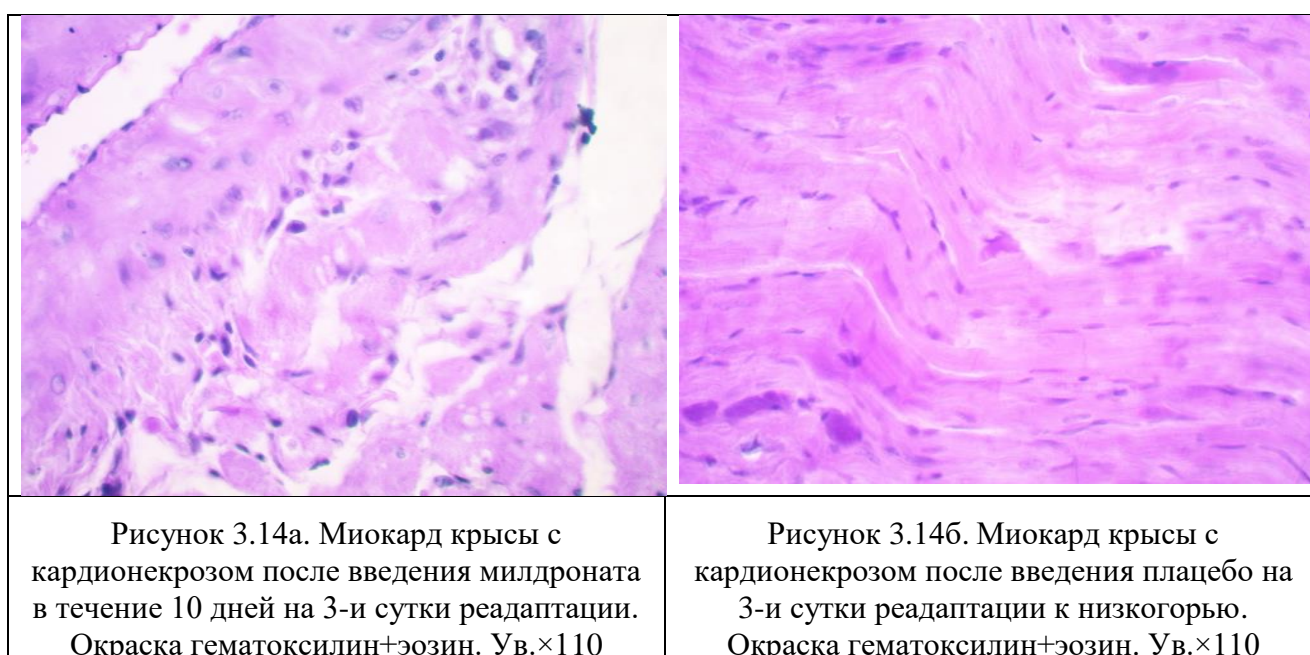 Рисунок 3.14а. Миокард крысы с
кардионекрозом после введения милдроната
в течение 10 дней на 3-и сутки реадаптации.
Окраска гематоксилин+эозин. Ув.×110
Рисунок 3.14б. Миокард крысы с
кардионекрозом после введения плацебо на
3-и сутки реадаптации к низкогорью.
Окраска гематоксилин+эозин. Ув.×110